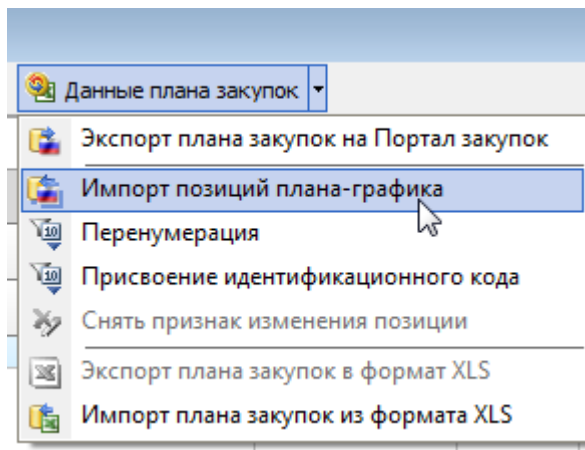 Данные плана закупок
Экспорт плана закупок на Портал закупок
Импорт позиций плана-графика
Перенумерация
Присвоение идентификационного кода
Снять признак изменения позиции
Экспорт плана закупок в формат XLS
Импорт плана закупок из формата XLS